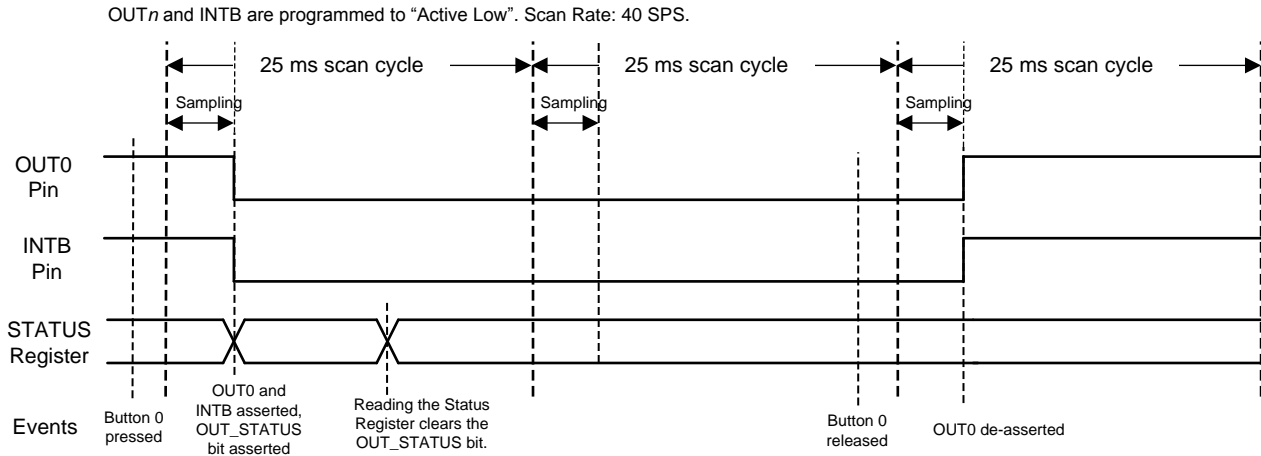 OUTn and INTB are programmed to “Active Low”. Scan Rate: 40 SPS.
25 ms scan cycle
25 ms scan cycle
25 ms scan cycle
Sampling
Sampling
Sampling
OUT0
Pin
INTB
Pin
STATUS
Register
Events
Button 0
pressed
OUT0 and
INTB asserted,
OUT_STATUS
bit asserted
Reading the Status
Register clears the
OUT_STATUS bit.
Button 0
released
OUT0 de-asserted